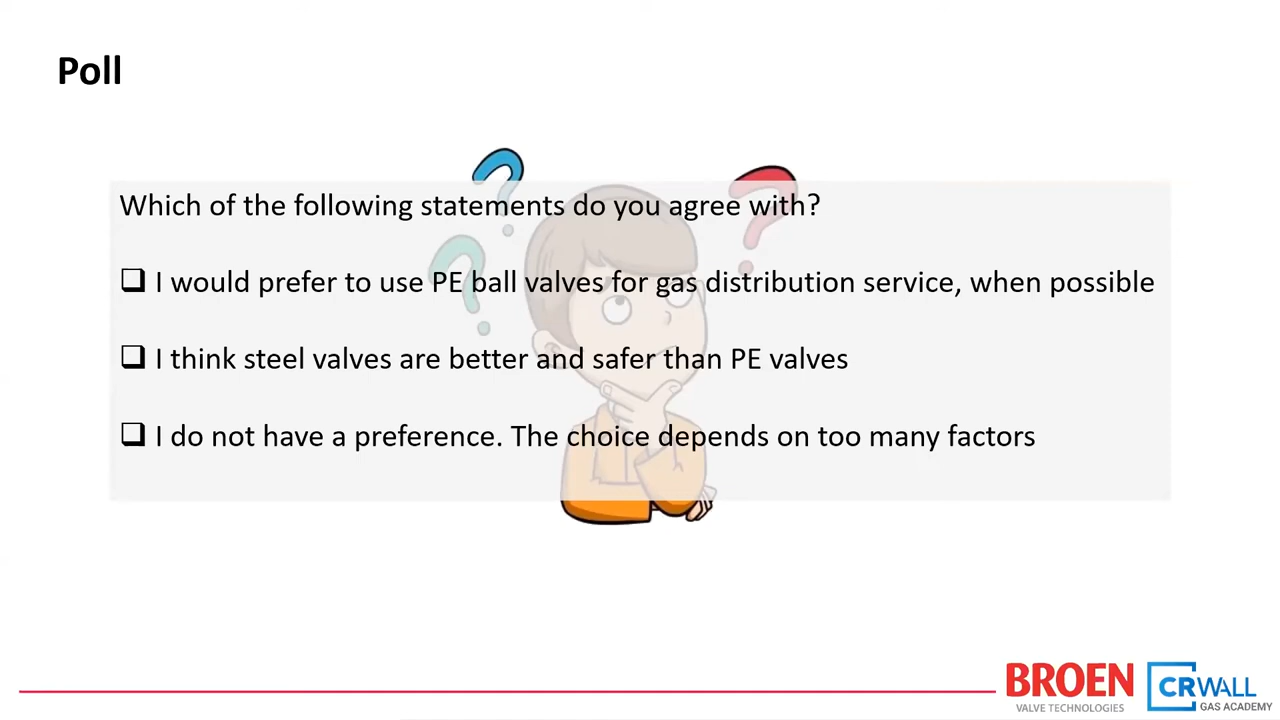 Poll
Which of the following statements do you agree with?
❑ I would prefer to use PE ball valves for gas distribution service, when possible
❑ I think steel valves are better and safer than PE valves
❑ I do not have a preference. The choice depends on too many factors
BROEN
VALVE TECHNOLOGIES
CRWALL
GAS ACADEMY